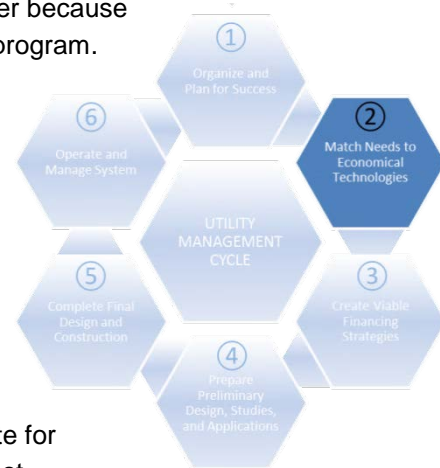 er because
program.
①
Organize and
Plan for Success
②
Match Needs to
Economical
Technologies
③
Create Viable
Financing
Strategies
④
Prepare
Preliminary
Design, Studies,
and Applications
⑤
Complete Final
Design and
Construction
⑥
Operate and
Manage System
UTILITY
MANAGEMENT
CYCLE
te for